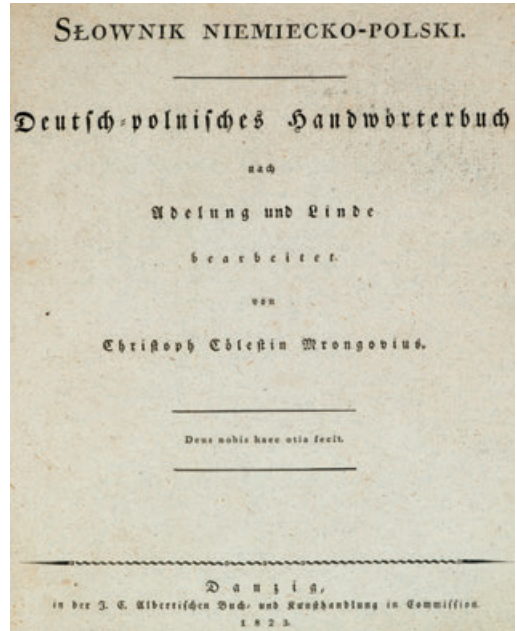 SŁOWNIK NIEMIECKO-POLSKI.
Deutſch-polniſches Handwörterbuch
nach
Adelung und Linde
bearbeitet
von
Chriſtoph Cöleſtin Mrongovius.
Deus nobis haec otia fecit.
Danzig,
in der J. C. Albertiſchen Buch- und Kunſthandlung in Commiſſion.
1823.